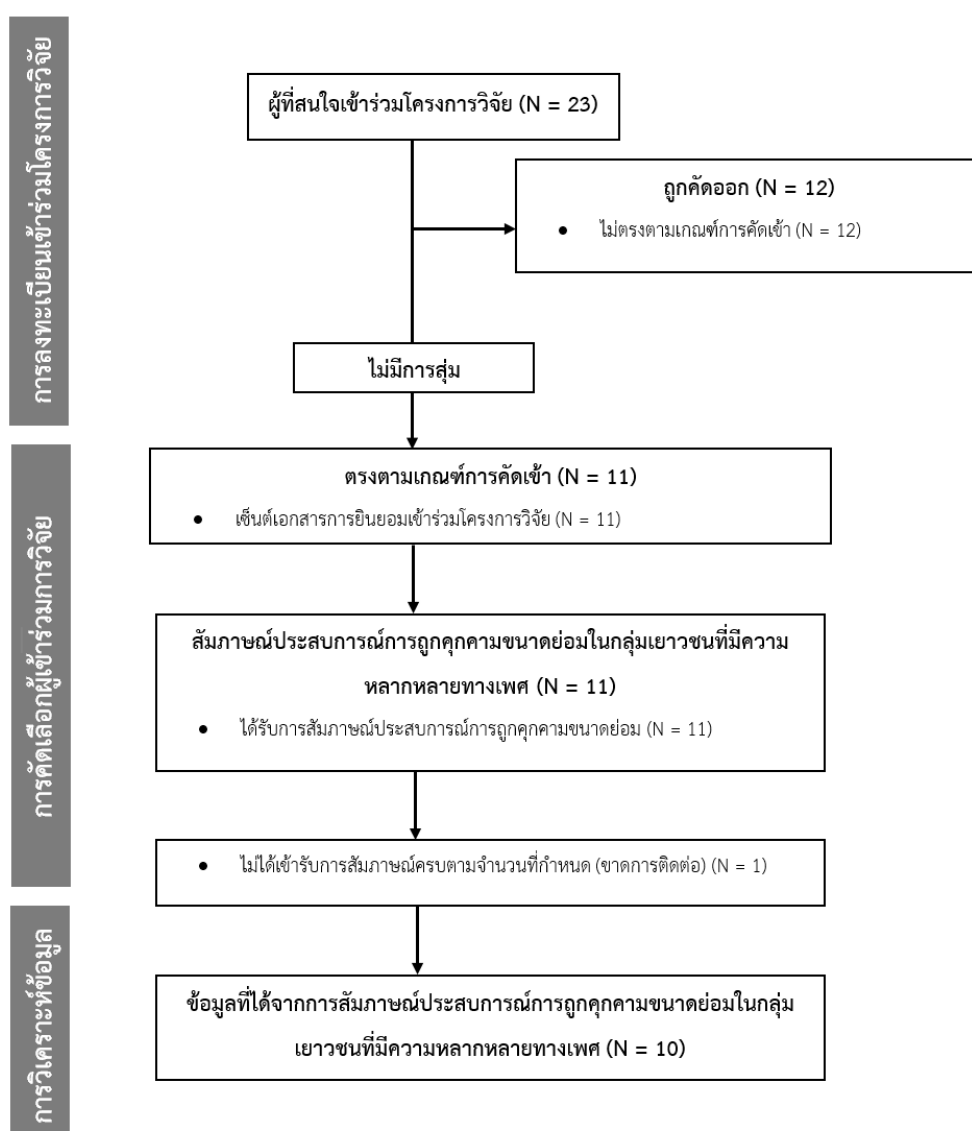 การลงทะเบียนเข้าร่วมโครงการวิจัย
ผู้ที่สนใจเข้าร่วมโครงการวิจัย (N = 23)
ถูกคัดออก (N = 12)
• ไม่ตรงตามเกณฑ์การคัดเข้า (N = 12)
ไม่มีการสุ่ม
การคัดเลือกผู้เข้าร่วมการวิจัย
ตรงตามเกณฑ์การคัดเข้า (N = 11)
• เซ็นต์เอกสารการยินยอมเข้าร่วมโครงการวิจัย (N = 11)
สัมภาษณ์ประสบการณ์การถูกคุกคามขนาดย่อมในกลุ่มเยาวชนที่มีความ
หลากหลายทางเพศ (N = 11)
• ได้รับการสัมภาษณ์ประสบการณ์การถูกคุกคามขนาดย่อม (N = 11)
• ไม่ได้เข้ารับการสัมภาษณ์ครบตามจำนวนที่กำหนด (ขาดการติดต่อ) (N = 1)
การวิเคราะห์ข้อมูล
ข้อมูลที่ได้จากการสัมภาษณ์ประสบการณ์การถูกคุกคามขนาดย่อมในกลุ่ม
เยาวชนที่มีความหลากหลายทางเพศ (N = 10)